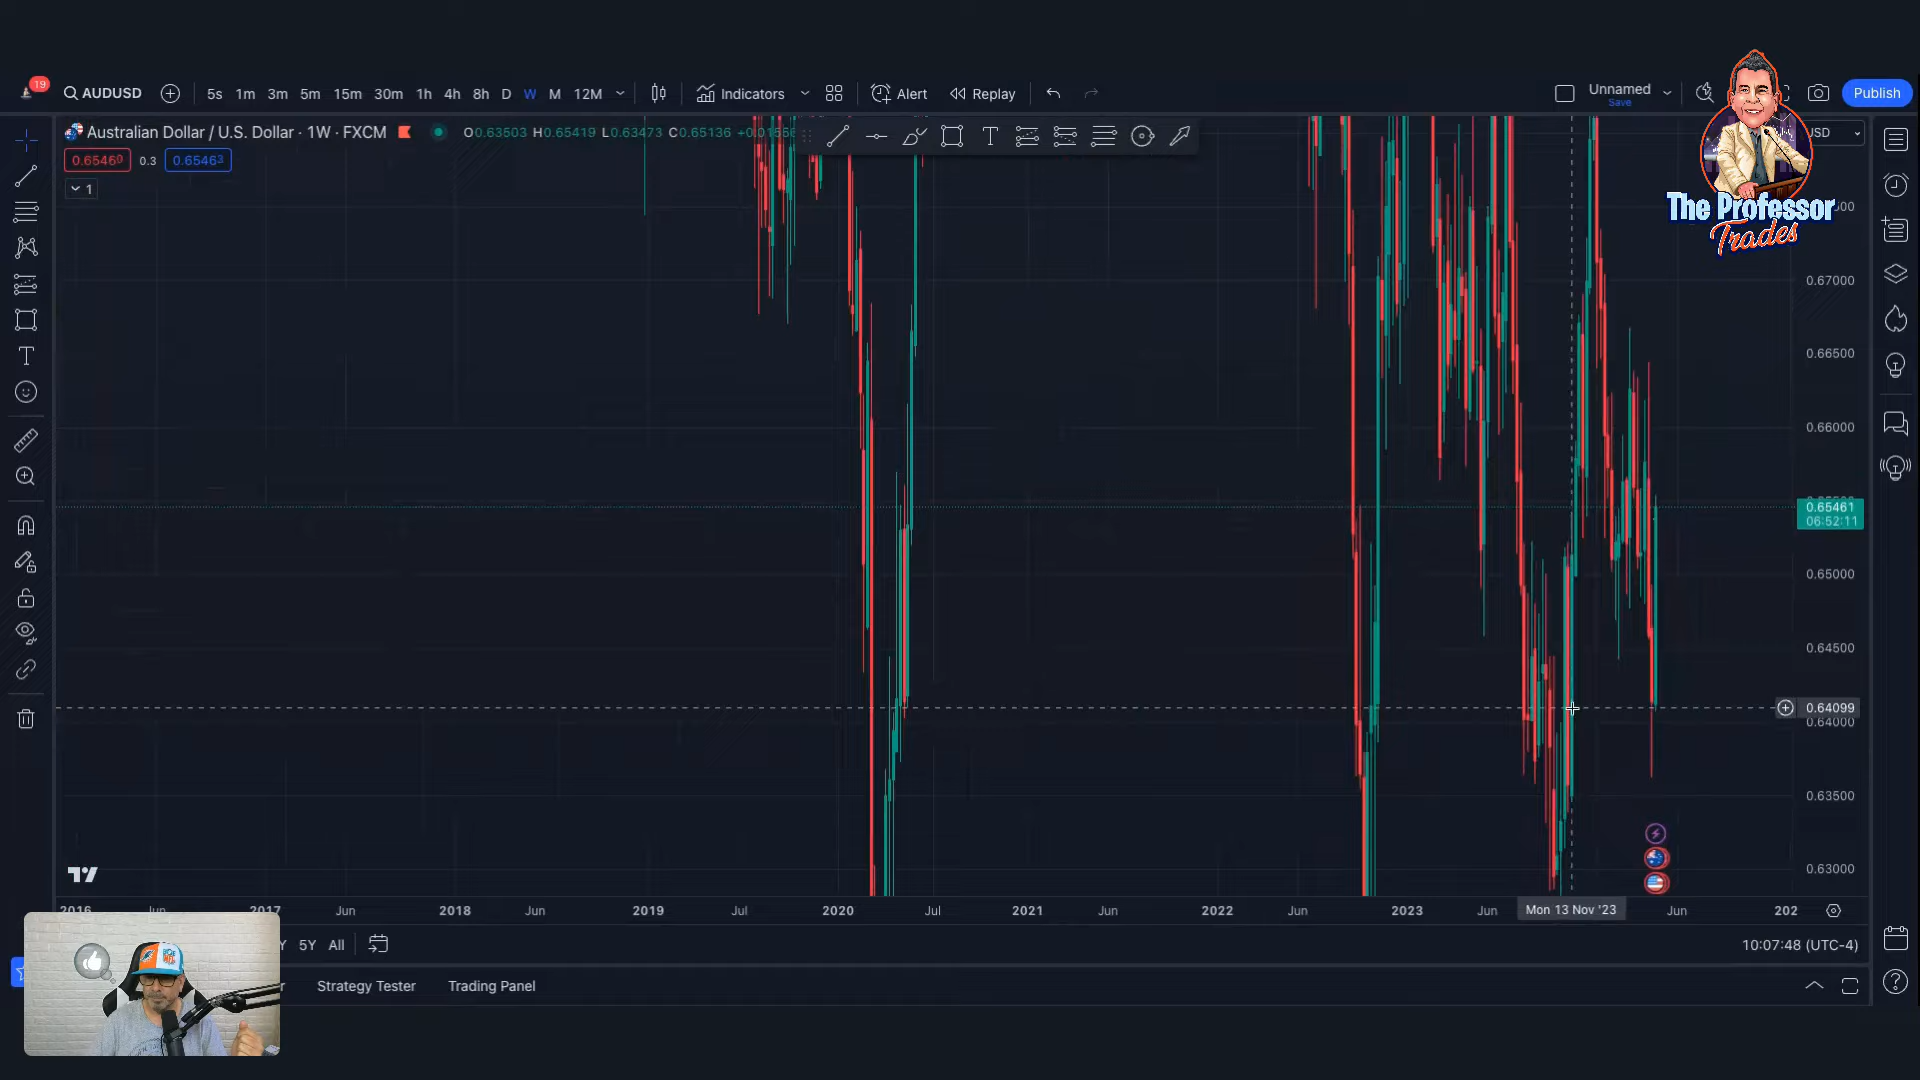 19
AUDUSD
5s 1m 3m 5m 15m 30m 1h 4h 8h D W M 12M
Indicators
Alert
Replay
Unnamed
Save
Publish
Australian Dollar / U.S. Dollar · 1W · FXCM
O0.63503 H0.65419 L0.63473 C0.65136
0.65460 0.3 0.65463
1
The Professor
Trades
0.67000
0.66500
0.66000
0.65461
06:52:11
0.65000
0.64500
0.64099
0.64000
0.63500
0.63000
2016 Jun 2017 Jun 2018 Jun 2019 Jul 2020 Jul 2021 Jun 2022 Jun 2023 Jun Mon 13 Nov '23 Jun 202
5Y All
10:07:48 (UTC-4)
Strategy Tester
Trading Panel